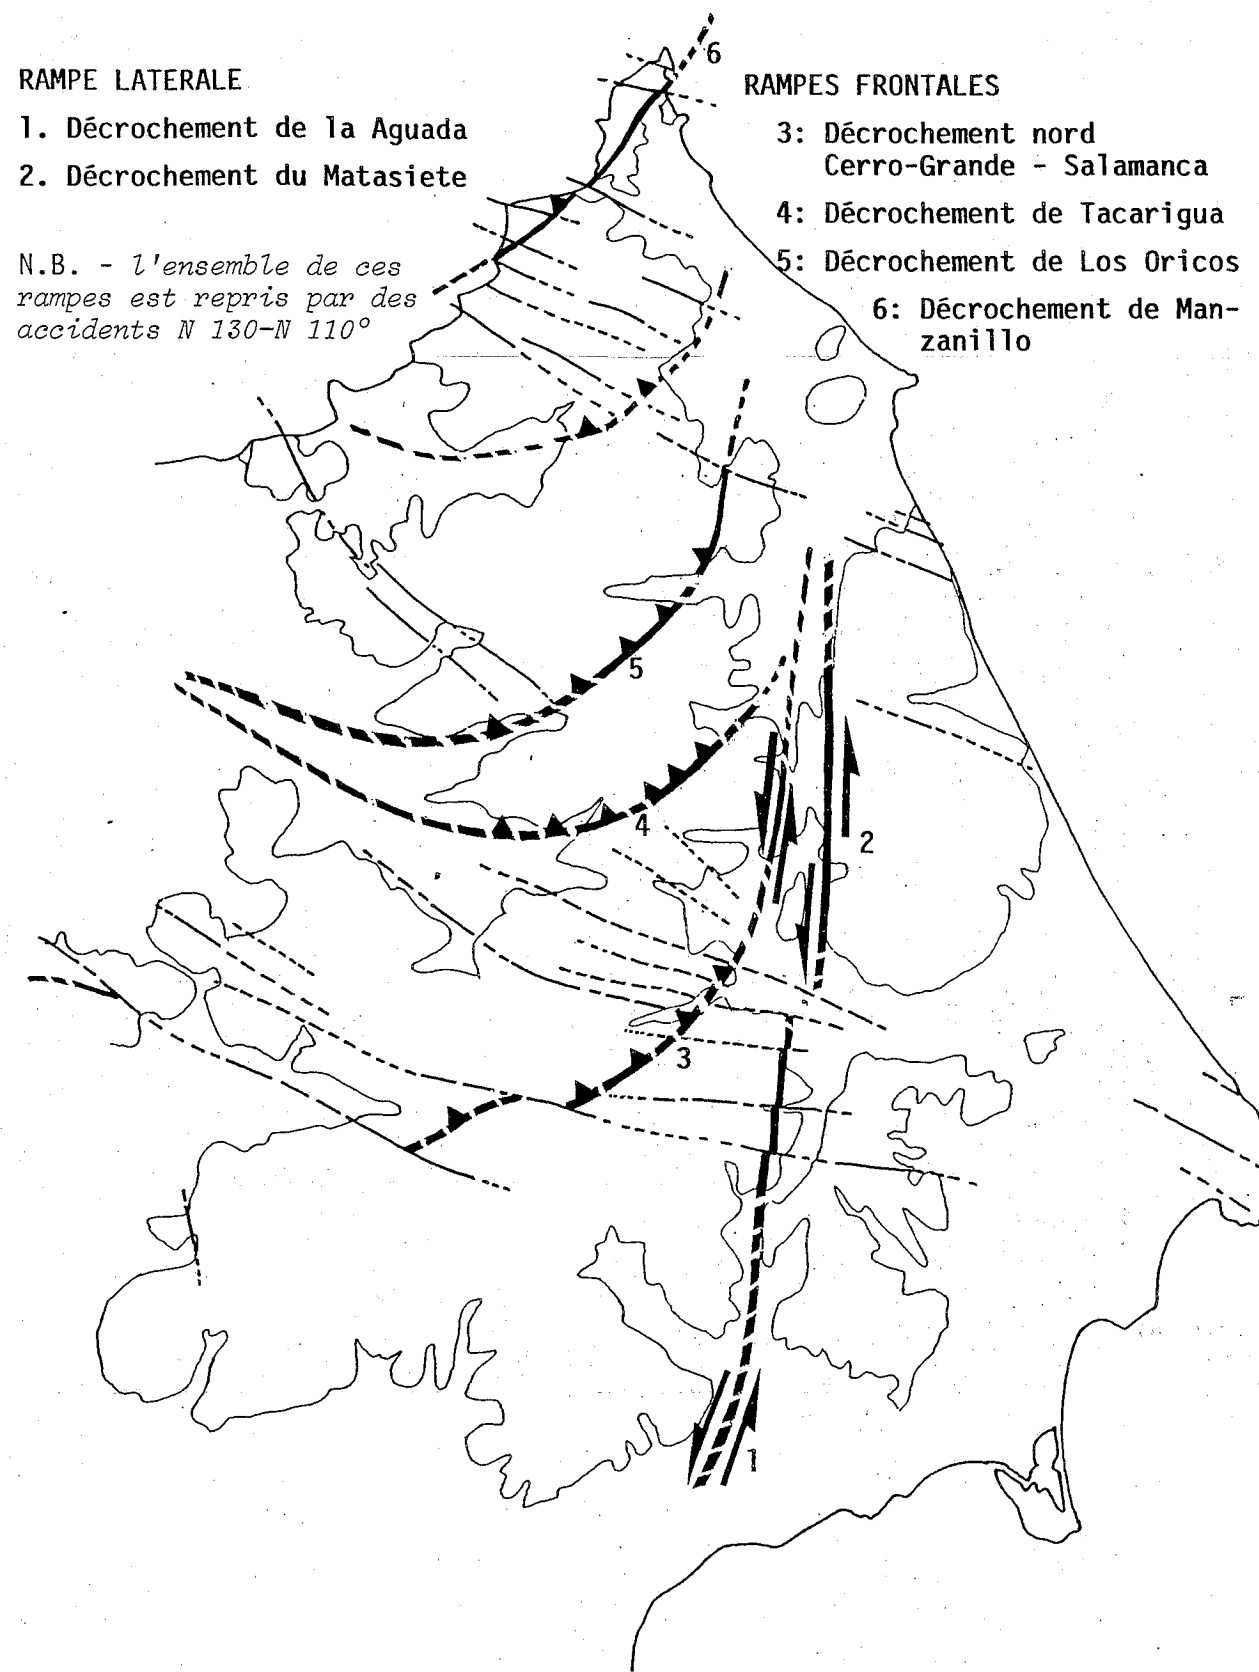 RAMPE LATERALE
1. Décrochement de la Aguada
2. Décrochement du Matasiete
N.B. - l'ensemble de ces
rampes est repris par des
accidents N 130-N 110°
RAMPES FRONTALES
3: Décrochement nord
Cerro-Grande - Salamanca
4: Décrochement de Tacarigua
5: Décrochement de Los Oricos
6: Décrochement de Man-
zanillo
6
5
4
2
3
1